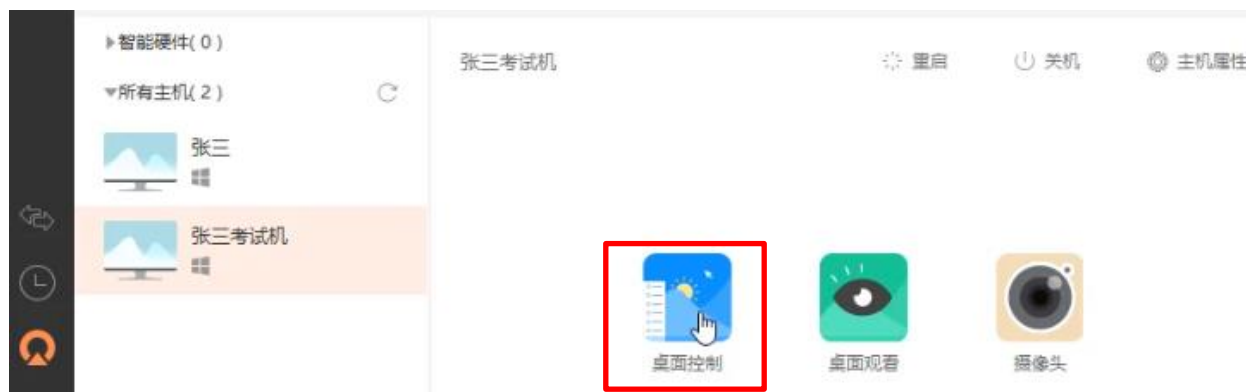 智能硬件( 0 )
所有主机( 2 )
张三
张三考试机
张三考试机
重启
关机
主机属性
桌面控制
桌面观看
摄像头